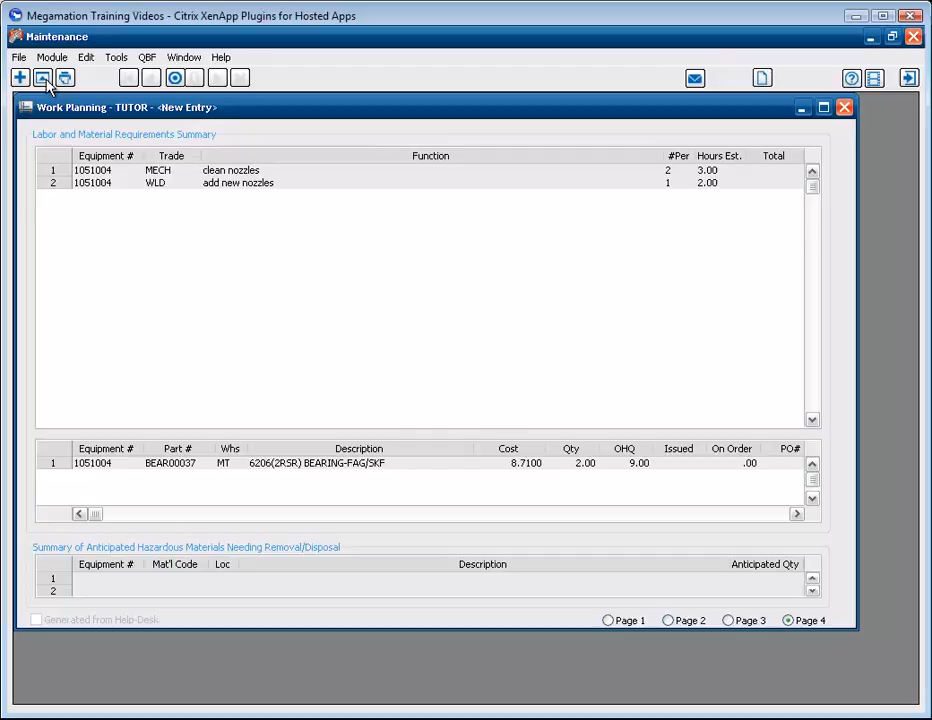 Megamation Training Videos - Citrix XenApp Plugins for Hosted Apps
Maintenance
File Module Edit Tools QBF Window Help
Work Planning - TUTOR - <New Entry>
Labor and Material Requirements Summary
Equipment # Trade Function #Per Hours Est. Total
1 1051004 MECH clean nozzles 2 3.00
2 1051004 WLD add new nozzles 1 2.00
Equipment # Part # Whs Description Cost Qty OHQ Issued On Order PO#
1 1051004 BEAR00037 MT 6206(2RSR) BEARING-FAG/SKF 8.7100 2.00 9.00 .00
Summary of Anticipated Hazardous Materials Needing Removal/Disposal
Equipment # Mat'l Code Loc Description Anticipated Qty
1
2
Generated from Help-Desk Page 1 Page 2 Page 3 Page 4